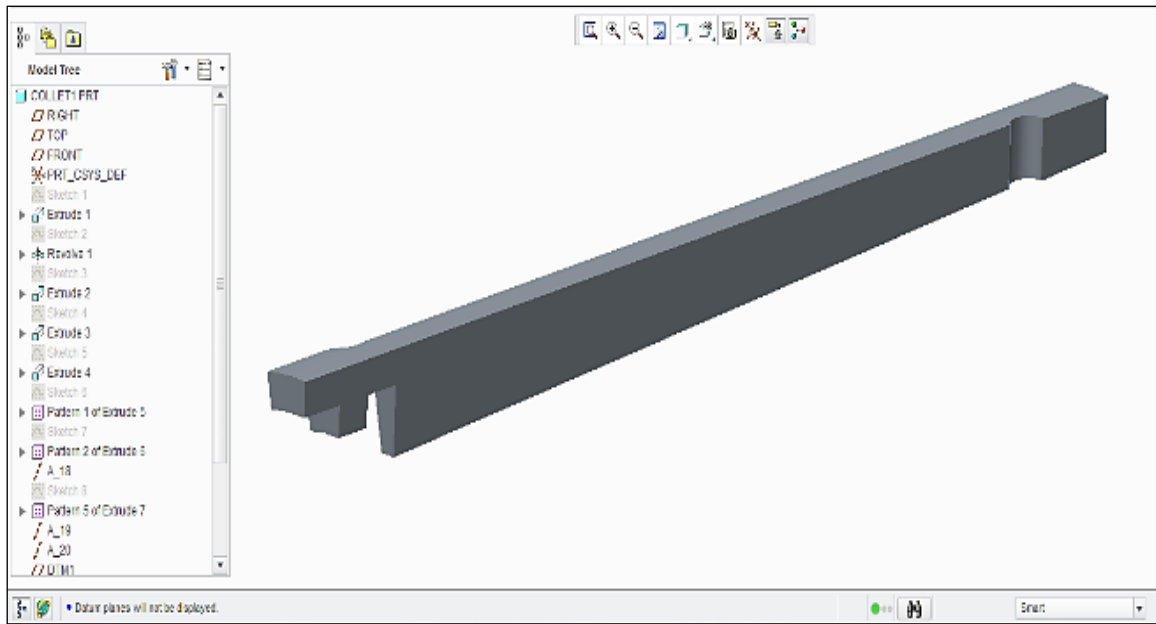 Model Tree
COLLET1.PRT
RIGHT
TOP
FRONT
PRT_CSYS_DEF
Sketch 1
Extrude 1
Sketch 2
Revolve 1
Sketch 3
Extrude 2
Sketch 4
Extrude 3
Sketch 5
Extrude 4
Sketch 6
Pattern 1 of Extrude 5
Sketch 7
Pattern 2 of Extrude 6
A_18
Sketch 8
Pattern 5 of Extrude 7
A_19
A_20
DTM1
• Datum planes will not be displayed.
Smart